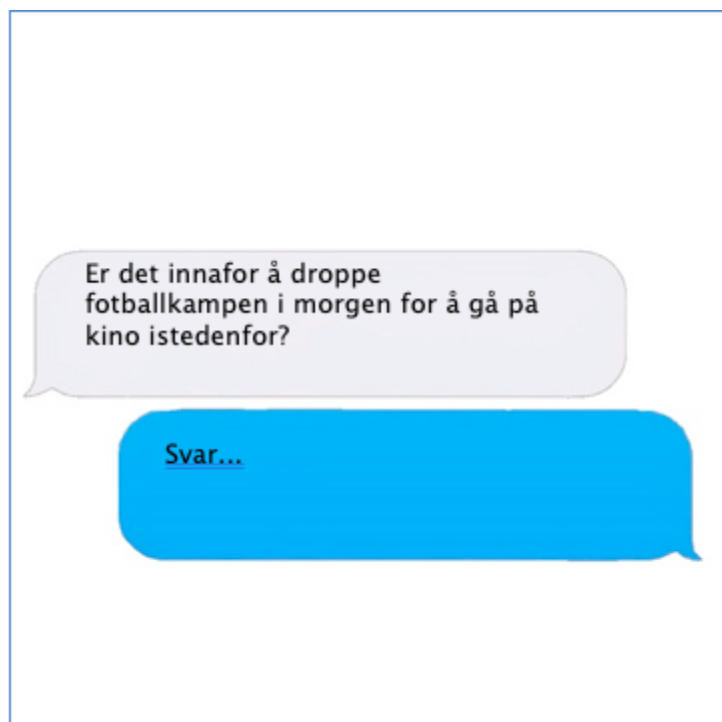 Er det innafor å droppe
fotballkampen i morgen for å gå på
kino istedenfor?
Svar...